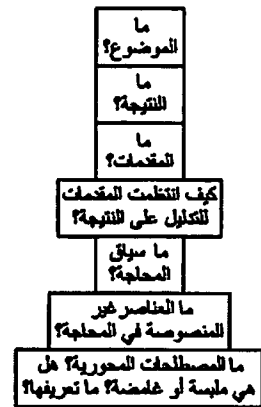 ما
الموضوع؟
ما
النتيجة؟
ما
المقدمات؟
كيف انتظمت المقدمات
للتدليل على النتيجة؟
ما سياق
المحاجة؟
ما العناصر غير
المنصوصة في المحاجة؟
ما المصطلحات المحورية؟ هل
هي ملبسة أو غامضة؟ ما تعريفها؟